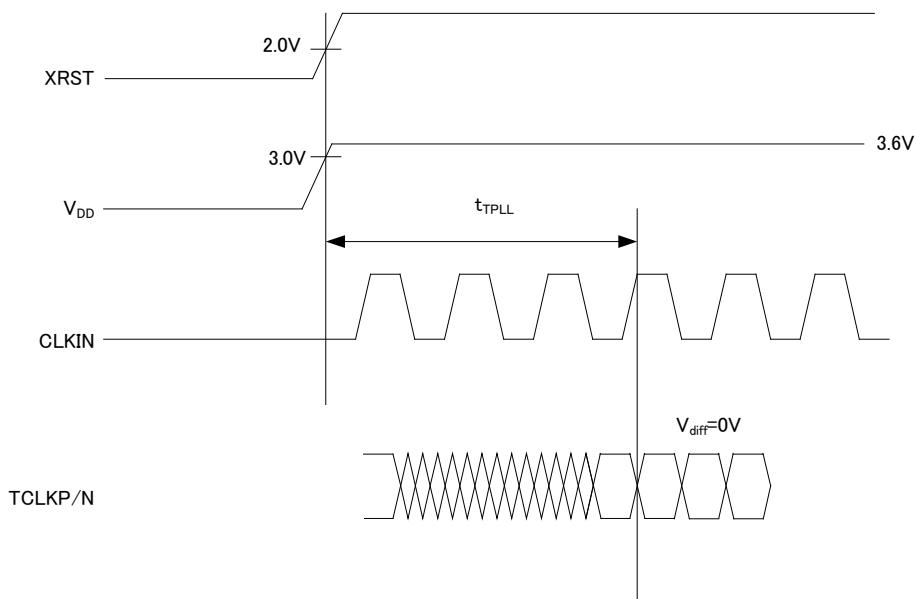 2.0V
XRST
3.6V
3.0V
VDD
tTPLL
CLKIN
Vdiff=0V
TCLKP/N